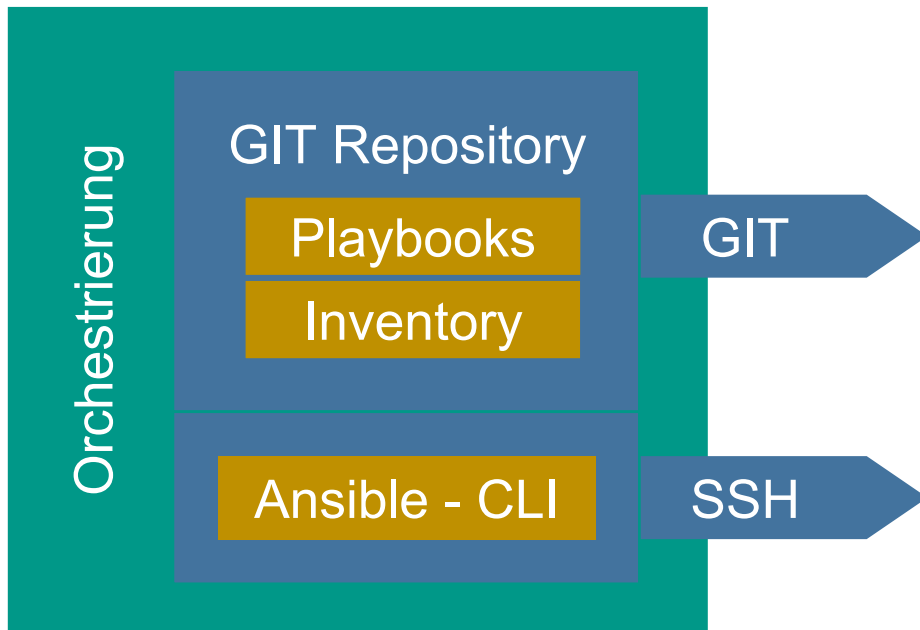 Orchestrierung
GIT Repository
Playbooks
Inventory
GIT
Ansible - CLI
SSH